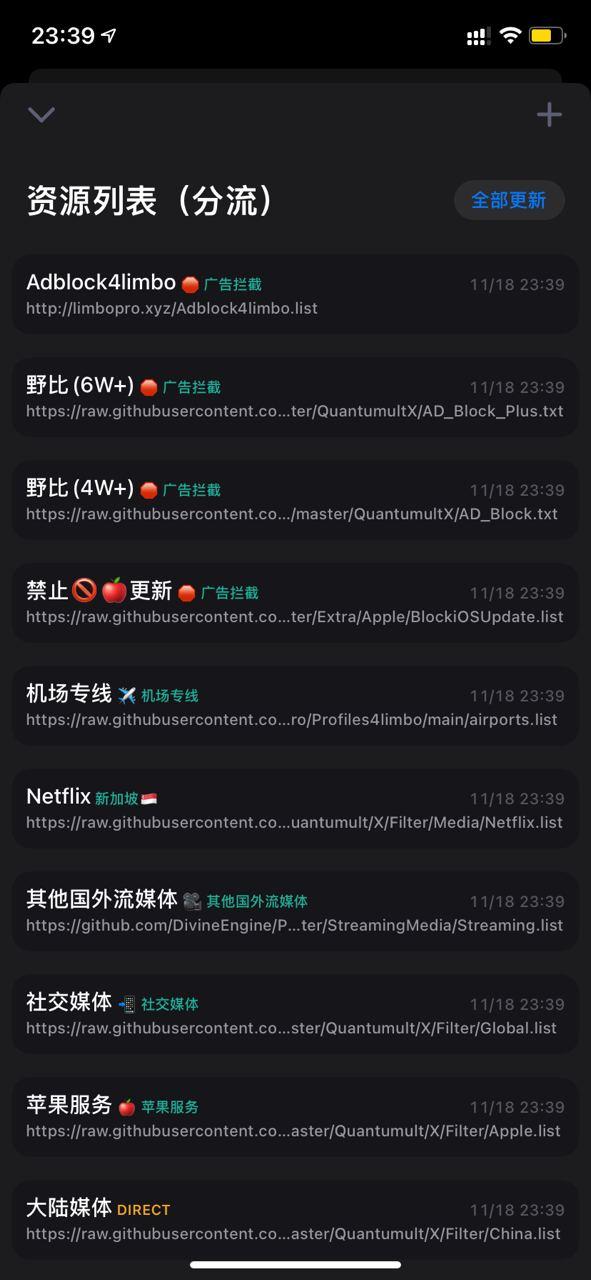 23:39
资源列表（分流）
全部更新
Adblock4limbo 🛑 广告拦截 11/18 23:39
http://limbopro.xyz/Adblock4limbo.list
野比 (6W+) 🛑 广告拦截 11/18 23:39
https://raw.githubusercontent.co...ter/QuantumultX/AD_Block_Plus.txt
野比 (4W+) 🛑 广告拦截 11/18 23:39
https://raw.githubusercontent.co.../master/QuantumultX/AD_Block.txt
禁止🚫🍎更新 🛑 广告拦截 11/18 23:39
https://raw.githubusercontent.co...ter/Extra/Apple/BlockiOSUpdate.list
机场专线 ✈️ 机场专线 11/18 23:39
https://raw.githubusercontent.co...ro/Profiles4limbo/main/airports.list
Netflix 新加坡🇸🇬 11/18 23:39
https://raw.githubusercontent.co...uantumult/X/Filter/Media/Netflix.list
其他国外流媒体 🎥 其他国外流媒体 11/18 23:39
https://github.com/DivineEngine/P...ter/StreamingMedia/Streaming.list
社交媒体 📲 社交媒体 11/18 23:39
https://raw.githubusercontent.co...ster/Quantumult/X/Filter/Global.list
苹果服务 🍎 苹果服务 11/18 23:39
https://raw.githubusercontent.co...aster/Quantumult/X/Filter/Apple.list
大陆媒体 DIRECT 11/18 23:39
https://raw.githubusercontent.co...aster/Quantumult/X/Filter/China.list